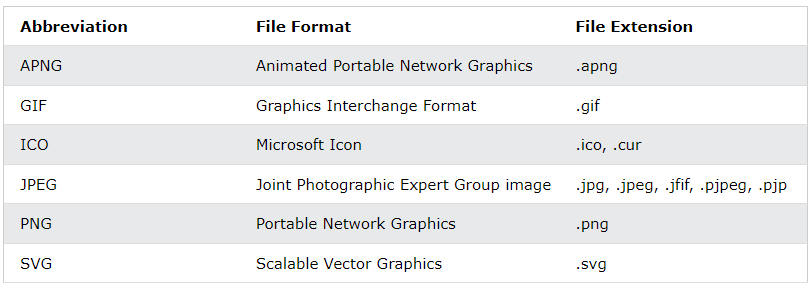 Abbreviation File Format File Extension
APNG Animated Portable Network Graphics .apng
GIF Graphics Interchange Format .gif
ICO Microsoft Icon .ico, .cur
JPEG Joint Photographic Expert Group image .jpg, .jpeg, .jfif, .pjpeg, .pjp
PNG Portable Network Graphics .png
SVG Scalable Vector Graphics .svg